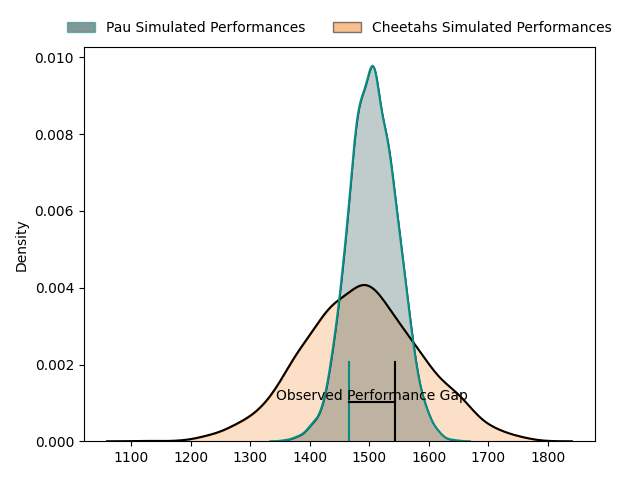 Pau Simulated Performances Cheetahs Simulated Performances
0.010
0.008
0.006
0.004
0.002
0.000
Density
Observed Performance Gap
1100 1200 1300 1400 1500 1600 1700 1800